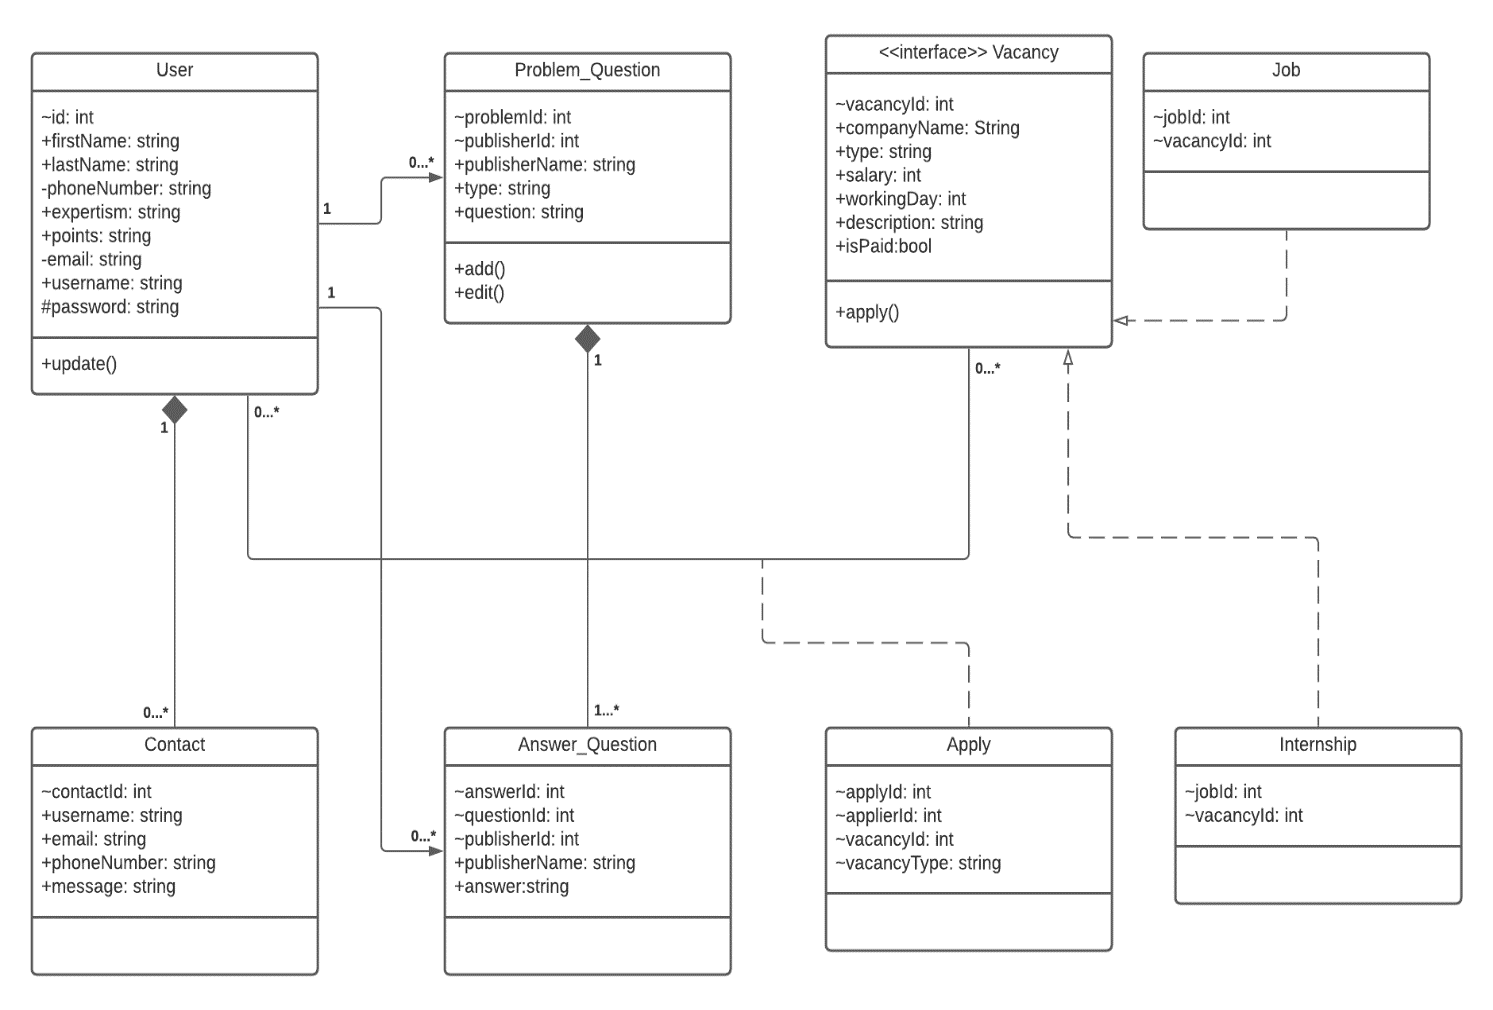 User
~id: int
+firstName: string
+lastName: string
-phoneNumber: string
+expertism: string
+points: string
-email: string
+username: string
#password: string
+update()
Problem_Question
~problemId: int
~publisherId: int
+publisherName: string
+type: string
+question: string
+add()
+edit()
<<interface>> Vacancy
~vacancyId: int
+companyName: String
+type: string
+salary: int
+workingDay: int
+description: string
+isPaid:bool
+apply()
Job
~jobId: int
~vacancyId: int
0...*
1
1
1
0...*
0...*
1
0...*
1...*
0...*
Contact
~contactId: int
+username: string
+email: string
+phoneNumber: string
+message: string
Answer_Question
~answerId: int
~questionId: int
~publisherId: int
+publisherName: string
+answer:string
Apply
~applyId: int
~applierId: int
~vacancyId: int
~vacancyType: string
Internship
~jobId: int
~vacancyId: int